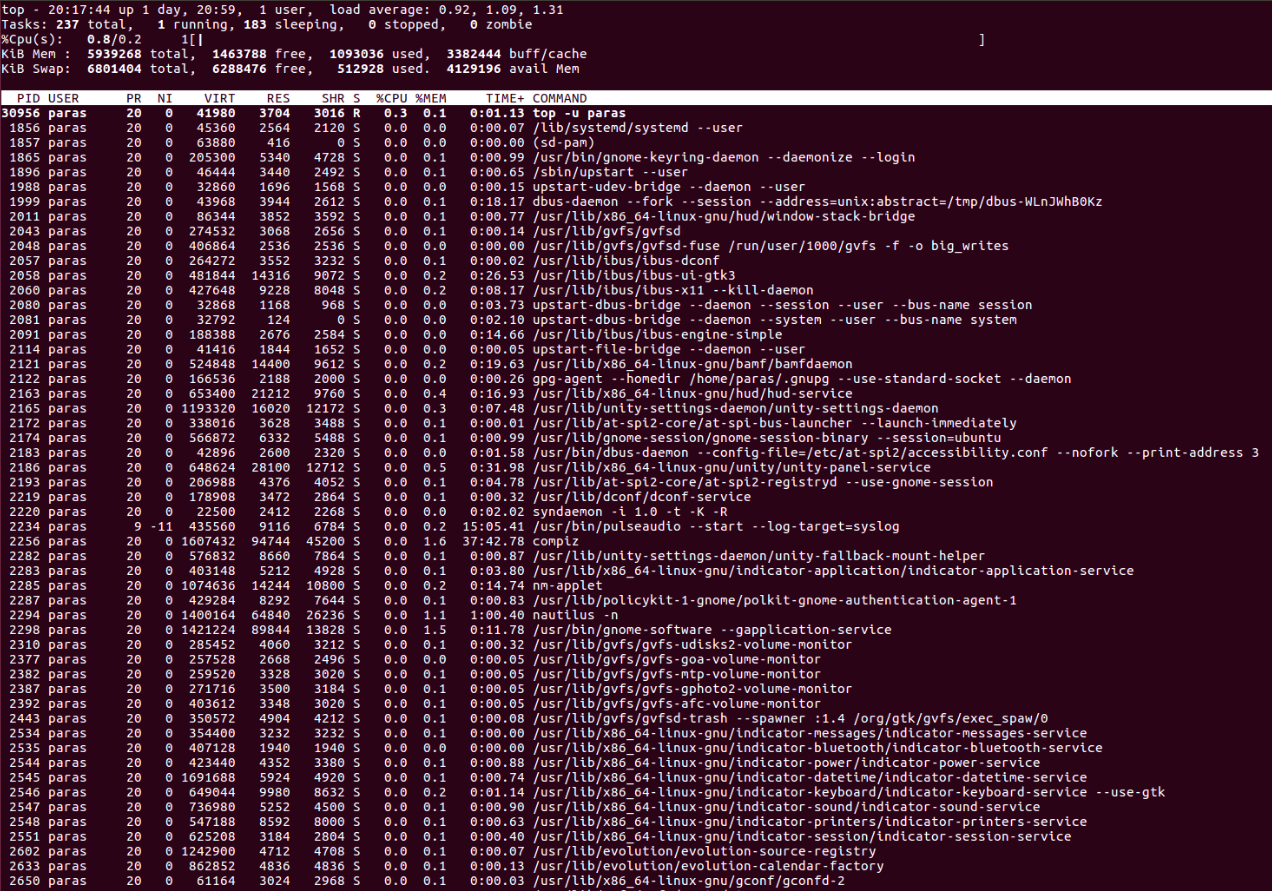 top - 20:17:44 up 1 day, 20:59,  1 user,  load average: 0.92, 1.09, 1.31
Tasks: 237 total,   1 running, 183 sleeping,   0 stopped,   0 zombie
%Cpu(s):   0.8/0.2     1[|                                                                                                    ]
KiB Mem :  5939268 total,  1463788 free,  1093036 used,  3382444 buff/cache
KiB Swap:  6801404 total,  6288476 free,   512928 used.  4129196 avail Mem
  PID USER      PR  NI    VIRT    RES    SHR S  %CPU %MEM     TIME+ COMMAND
30956 paras     20   0   41980   3704   3016 R   0.3  0.1   0:01.13 top -u paras
 1856 paras     20   0   45360   2564   2120 S   0.0  0.0   0:00.07 /lib/systemd/systemd --user
 1857 paras     20   0   63880    416      0 S   0.0  0.0   0:00.00 (sd-pam)
 1865 paras     20   0  205300   5340   4728 S   0.0  0.1   0:00.99 /usr/bin/gnome-keyring-daemon --daemonize --login
 1896 paras     20   0   46444   3440   2492 S   0.0  0.1   0:00.65 /sbin/upstart --user
 1988 paras     20   0   32860   1696   1568 S   0.0  0.0   0:00.15 upstart-udev-bridge --daemon --user
 1999 paras     20   0   43968   3944   2612 S   0.0  0.1   0:18.17 dbus-daemon --fork --session --address=unix:abstract=/tmp/dbus-WLnJWhB0Kz
 2011 paras     20   0   86344   3852   3592 S   0.0  0.1   0:00.77 /usr/lib/x86_64-linux-gnu/hud/window-stack-bridge
 2043 paras     20   0  274532   3068   2656 S   0.0  0.1   0:00.14 /usr/lib/gvfs/gvfsd
 2048 paras     20   0  406864   2536   2536 S   0.0  0.0   0:00.00 /usr/lib/gvfs/gvfsd-fuse /run/user/1000/gvfs -f -o big_writes
 2057 paras     20   0  264272   3552   3232 S   0.0  0.1   0:00.02 /usr/lib/ibus/ibus-dconf
 2058 paras     20   0  481844  14316   9072 S   0.0  0.2   0:26.53 /usr/lib/ibus/ibus-ui-gtk3
 2060 paras     20   0  427648   9228   8048 S   0.0  0.2   0:08.17 /usr/lib/ibus/ibus-x11 --kill-daemon
 2080 paras     20   0   32868   1168    968 S   0.0  0.0   0:03.73 upstart-dbus-bridge --daemon --session --user --bus-name session
 2081 paras     20   0   32792    124      0 S   0.0  0.0   0:02.10 upstart-dbus-bridge --daemon --system --user --bus-name system
 2091 paras     20   0  188388   2676   2584 S   0.0  0.0   0:14.66 /usr/lib/ibus/ibus-engine-simple
 2114 paras     20   0   41416   1844   1652 S   0.0  0.0   0:00.05 upstart-file-bridge --daemon --user
 2121 paras     20   0  524848  14400   9612 S   0.0  0.2   0:19.63 /usr/lib/x86_64-linux-gnu/bamf/bamfdaemon
 2122 paras     20   0  166536   2188   2000 S   0.0  0.0   0:00.26 gpg-agent --homedir /home/paras/.gnupg --use-standard-socket --daemon
 2163 paras     20   0  653400  21212   9760 S   0.0  0.4   0:16.93 /usr/lib/x86_64-linux-gnu/hud/hud-service
 2165 paras     20   0 1193320  16020  12172 S   0.0  0.3   0:07.48 /usr/lib/unity-settings-daemon/unity-settings-daemon
 2172 paras     20   0  338016   3628   3488 S   0.0  0.1   0:00.01 /usr/lib/at-spi2-core/at-spi-bus-launcher --launch-immediately
 2174 paras     20   0  566872   6332   5488 S   0.0  0.1   0:00.99 /usr/lib/gnome-session/gnome-session-binary --session=ubuntu
 2183 paras     20   0   42896   2600   2320 S   0.0  0.0   0:01.58 /usr/bin/dbus-daemon --config-file=/etc/at-spi2/accessibility.conf --nofork --print-address 3
 2186 paras     20   0  648624  28100  12712 S   0.0  0.5   0:31.98 /usr/lib/x86_64-linux-gnu/unity/unity-panel-service
 2193 paras     20   0  206988   4376   4052 S   0.0  0.1   0:04.78 /usr/lib/at-spi2-core/at-spi2-registryd --use-gnome-session
 2219 paras     20   0  178908   3472   2864 S   0.0  0.1   0:00.32 /usr/lib/dconf/dconf-service
 2220 paras     20   0   22500   2412   2268 S   0.0  0.0   0:02.02 syndaemon -i 1.0 -t -K -R
 2234 paras      9 -11  435560   9116   6784 S   0.0  0.2  15:05.41 /usr/bin/pulseaudio --start --log-target=syslog
 2256 paras     20   0 1607432  94744  45200 S   0.0  1.6  37:42.78 compiz
 2282 paras     20   0  576832   8660   7864 S   0.0  0.1   0:00.87 /usr/lib/unity-settings-daemon/unity-fallback-mount-helper
 2283 paras     20   0  403148   5212   4928 S   0.0  0.1   0:03.80 /usr/lib/x86_64-linux-gnu/indicator-application/indicator-application-service
 2285 paras     20   0 1074636  14244  10800 S   0.0  0.2   0:14.74 nm-applet
 2287 paras     20   0  429284   8292   7644 S   0.0  0.1   0:00.83 /usr/lib/policykit-1-gnome/polkit-gnome-authentication-agent-1
 2294 paras     20   0 1400164  64840  26236 S   0.0  1.1   1:00.40 nautilus -n
 2298 paras     20   0 1421224  89844  13828 S   0.0  1.5   0:11.78 /usr/bin/gnome-software --gapplication-service
 2310 paras     20   0  285452   4060   3212 S   0.0  0.1   0:00.32 /usr/lib/gvfs/gvfs-udisks2-volume-monitor
 2377 paras     20   0  257528   2668   2496 S   0.0  0.0   0:00.05 /usr/lib/gvfs/gvfs-goa-volume-monitor
 2382 paras     20   0  259520   3328   3020 S   0.0  0.1   0:00.05 /usr/lib/gvfs/gvfs-mtp-volume-monitor
 2387 paras     20   0  271716   3500   3184 S   0.0  0.1   0:00.05 /usr/lib/gvfs/gvfs-gphoto2-volume-monitor
 2392 paras     20   0  403612   3348   3020 S   0.0  0.1   0:00.05 /usr/lib/gvfs/gvfs-afc-volume-monitor
 2443 paras     20   0  350572   4904   4212 S   0.0  0.1   0:00.08 /usr/lib/gvfs/gvfsd-trash --spawner :1.4 /org/gtk/gvfs/exec_spaw/0
 2534 paras     20   0  354400   3232   3232 S   0.0  0.1   0:00.00 /usr/lib/x86_64-linux-gnu/indicator-messages/indicator-messages-service
 2535 paras     20   0  407128   1940   1940 S   0.0  0.0   0:00.00 /usr/lib/x86_64-linux-gnu/indicator-bluetooth/indicator-bluetooth-service
 2544 paras     20   0  423440   4352   3380 S   0.0  0.1   0:00.88 /usr/lib/x86_64-linux-gnu/indicator-power/indicator-power-service
 2545 paras     20   0 1691688   5924   4920 S   0.0  0.1   0:00.74 /usr/lib/x86_64-linux-gnu/indicator-datetime/indicator-datetime-service
 2546 paras     20   0  649044   9980   8632 S   0.0  0.2   0:01.14 /usr/lib/x86_64-linux-gnu/indicator-keyboard/indicator-keyboard-service --use-gtk
 2547 paras     20   0  736980   5252   4500 S   0.0  0.1   0:00.90 /usr/lib/x86_64-linux-gnu/indicator-sound/indicator-sound-service
 2548 paras     20   0  547188   8592   8000 S   0.0  0.1   0:00.63 /usr/lib/x86_64-linux-gnu/indicator-printers/indicator-printers-service
 2551 paras     20   0  625208   3184   2804 S   0.0  0.1   0:00.40 /usr/lib/x86_64-linux-gnu/indicator-session/indicator-session-service
 2602 paras     20   0 1242900   4712   4708 S   0.0  0.1   0:00.07 /usr/lib/evolution/evolution-source-registry
 2633 paras     20   0  862852   4836   4836 S   0.0  0.1   0:00.13 /usr/lib/evolution/evolution-calendar-factory
 2650 paras     20   0   61164   3024   2968 S   0.0  0.1   0:00.03 /usr/lib/x86_64-linux-gnu/gconf/gconfd-2